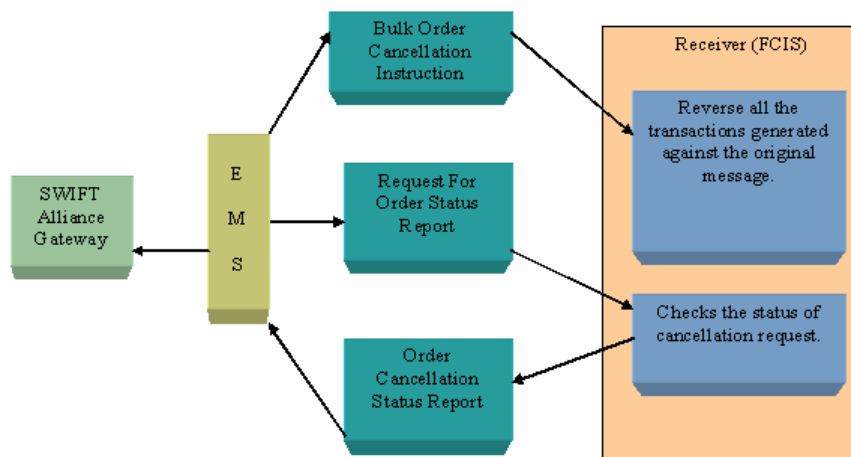 Bulk Order
Cancellation
Instruction
Receiver (FCIS)
Reverse all the
transactions generated
against the original
message.
E
M
S
SWIFT
Alliance
Gateway
Request For
Order Status
Report
Checks the status of
cancellation request.
Order
Cancellation
Status Report